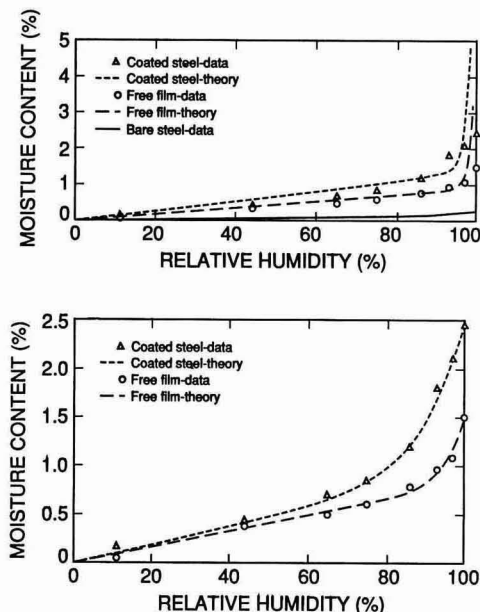 5
4
3
2
1
0
MOISTURE CONTENT (%)
Coated steel-data
Coated steel-theory
Free film-data
Free film-theory
Bare steel-data
0 20 40 60 80 100
RELATIVE HUMIDITY (%)
2.5
2.0
1.5
1.0
0.5
0
MOISTURE CONTENT (%)
Coated steel-data
Coated steel-theory
Free film-data
Free film-theory
0 20 40 60 80 100
RELATIVE HUMIDITY (%)